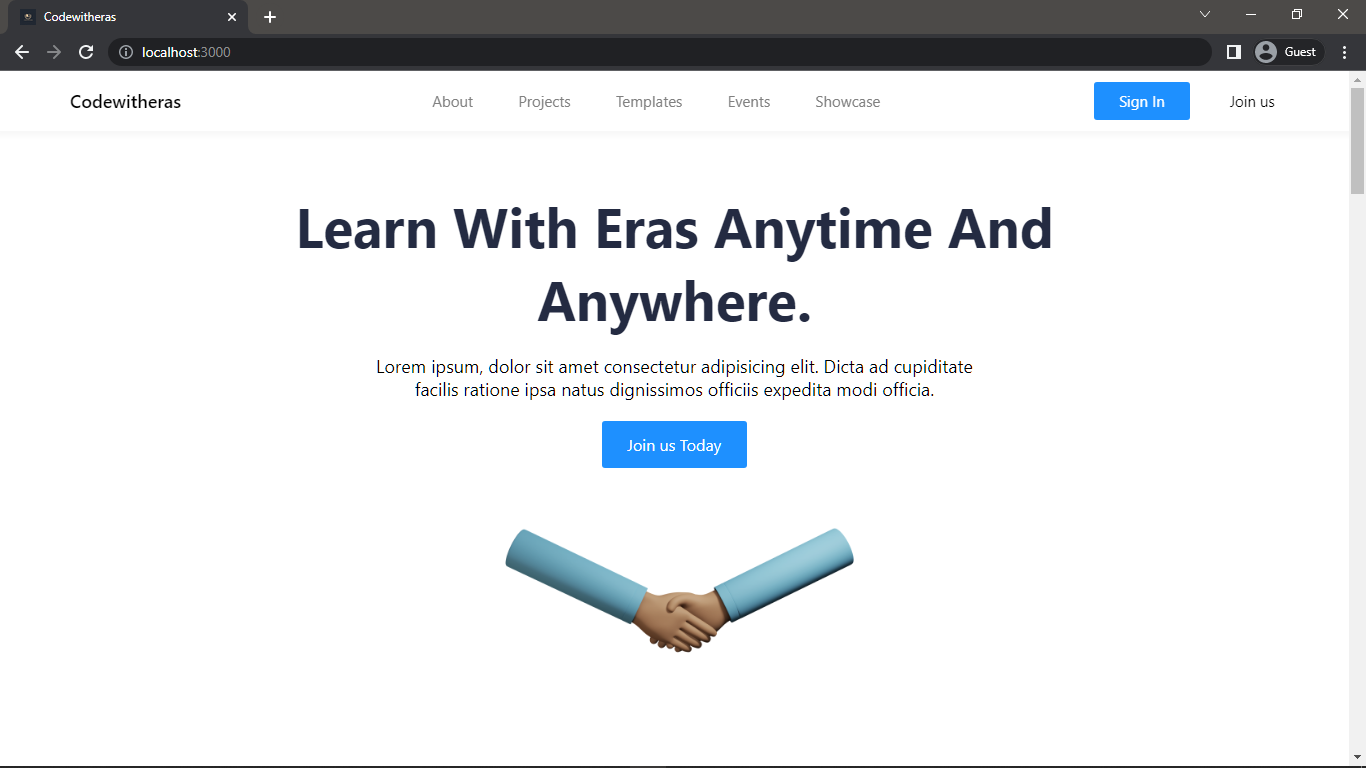 Codewitheras
localhost:3000
Guest
Codewitheras
About
Projects
Templates
Events
Showcase
Sign In
Join us
Learn With Eras Anytime And
Anywhere.
Lorem ipsum, dolor sit amet consectetur adipisicing elit. Dicta ad cupiditate
facilis ratione ipsa natus dignissimos officiis expedita modi officia.
Join us Today